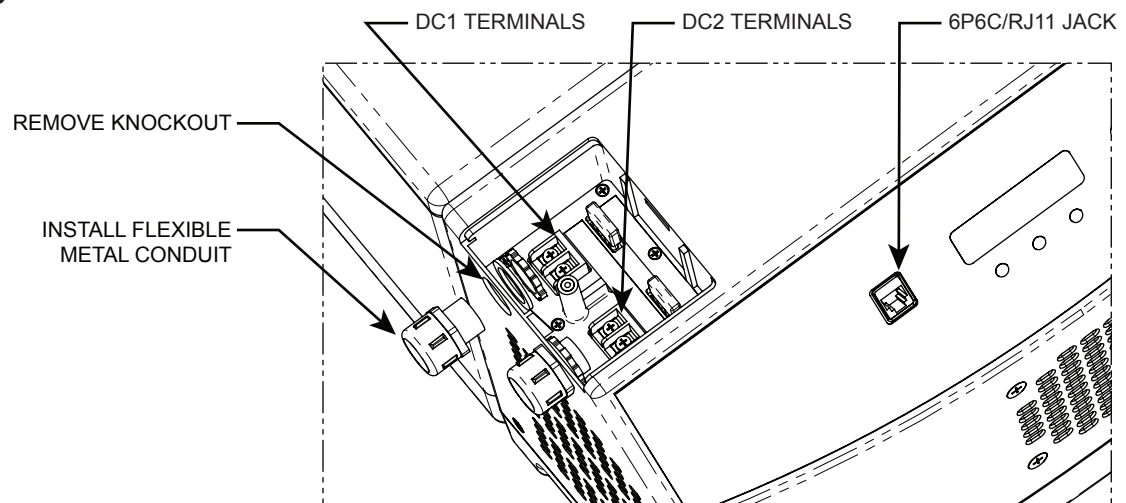 DC1 TERMINALS
DC2 TERMINALS
6P6C/RJ11 JACK
REMOVE KNOCKOUT
INSTALL FLEXIBLE
METAL CONDUIT